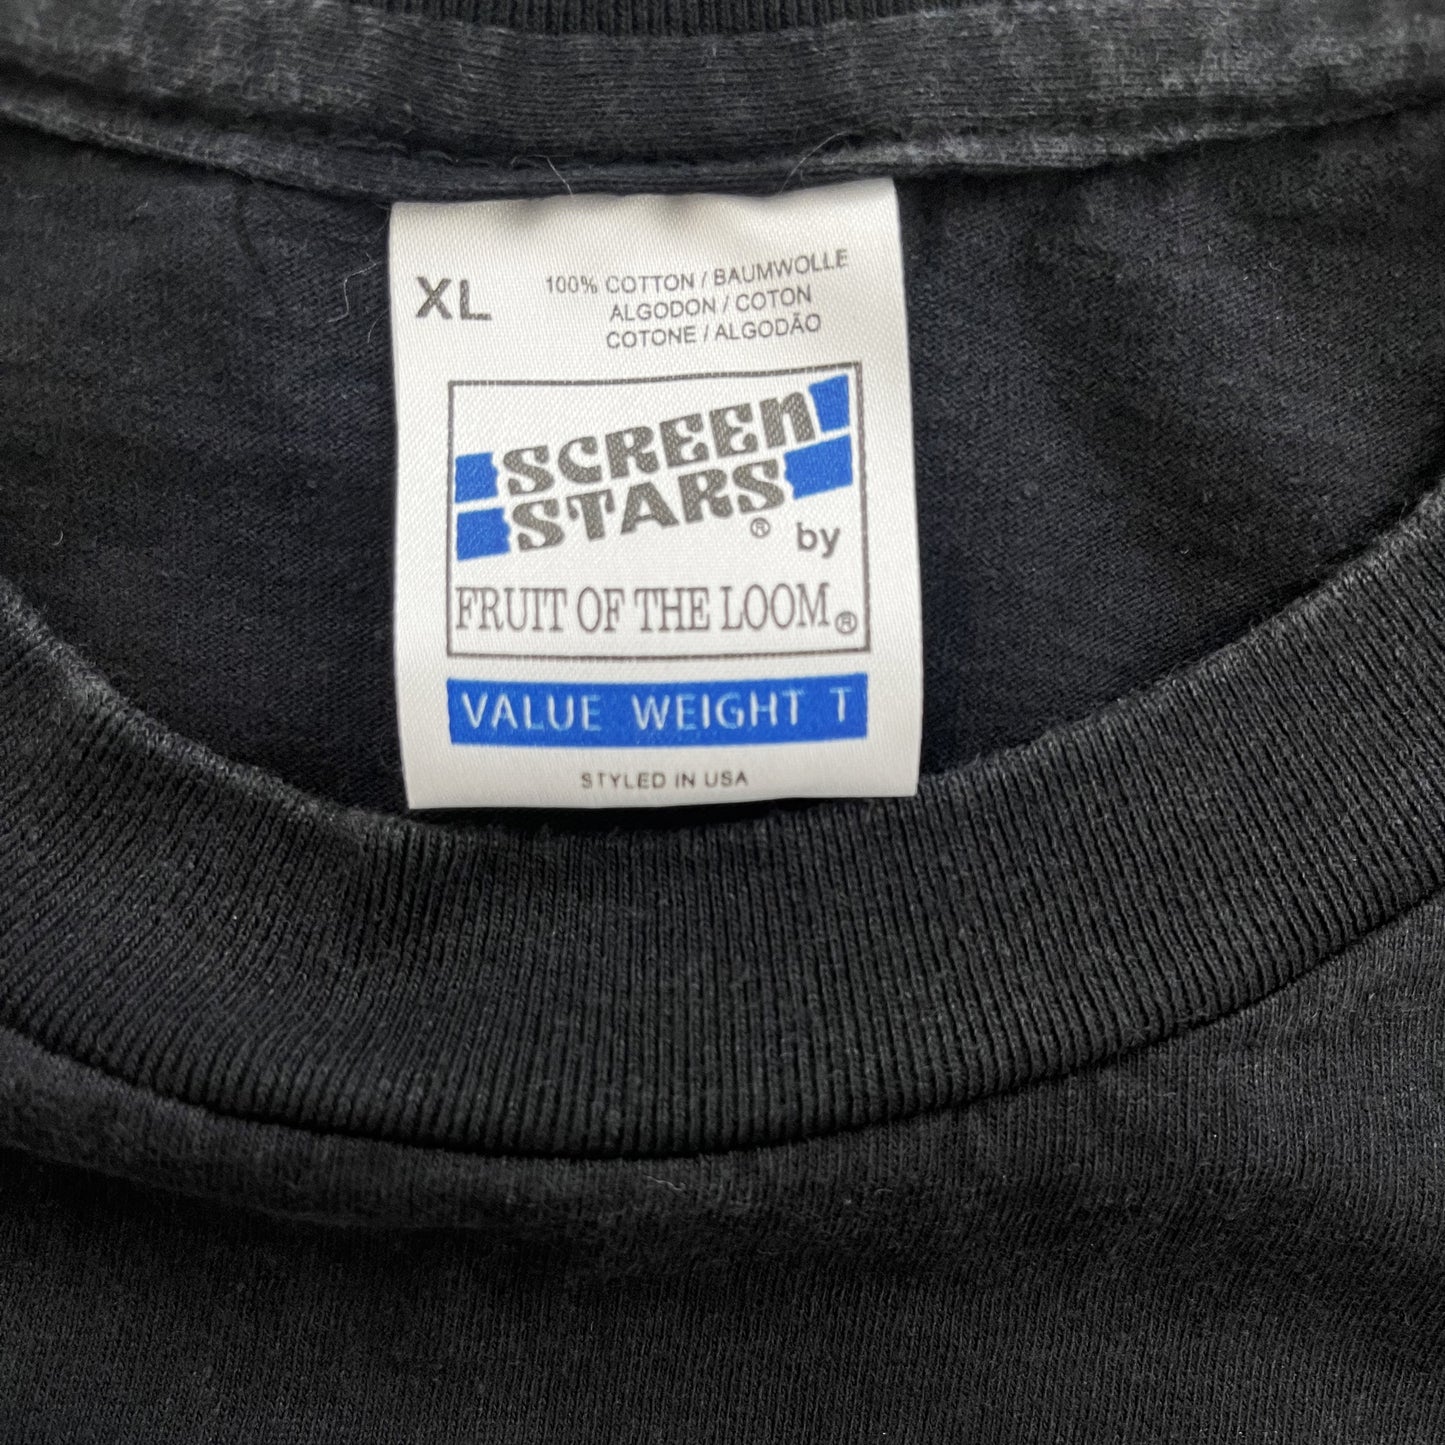 XL
100% COTTON / BAUMWOLLE
ALGODON / COTON
COTONE / ALGODÃO
SCREEN
STARS® by
FRUIT OF THE LOOM®
VALUE WEIGHT T
STYLED IN USA